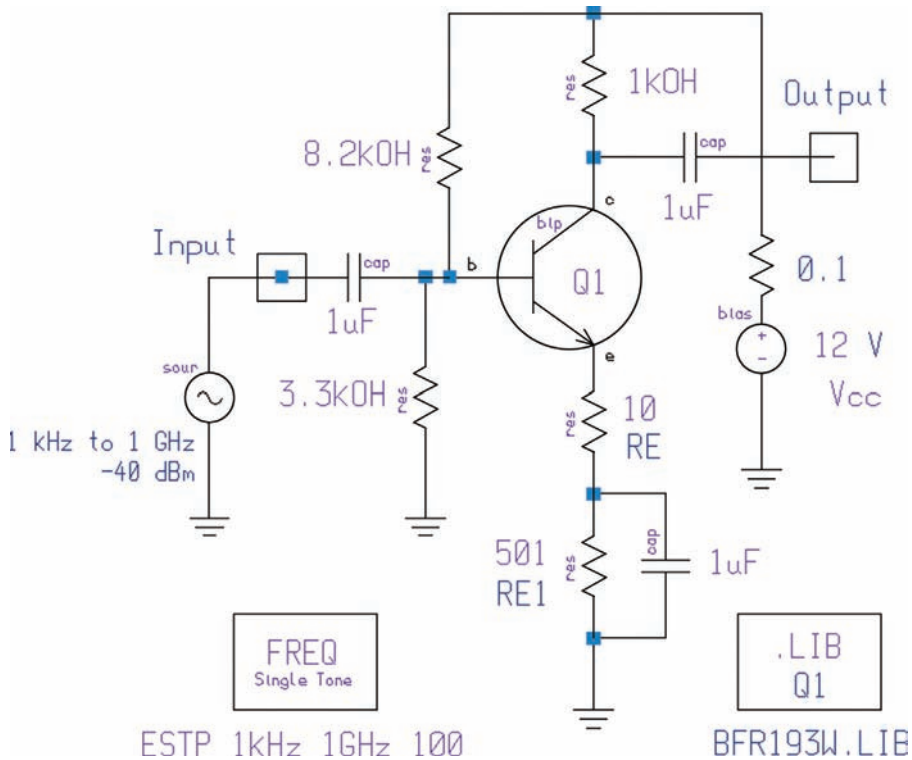 1kOH
res
Output
8.2kOH
res
cap
1uF
c
blp
Input
b
cap
1uF
Q1
0.1
bias
+
-
12 V
Vcc
e
sour
3.3kOH
res
res
10
RE
1 kHz to 1 GHz
-40 dBm
501
RE1
res
cap
1uF
FREQ
Single Tone
.LIB
Q1
ESTP 1kHz 1GHz 100
BFR193W.LIB